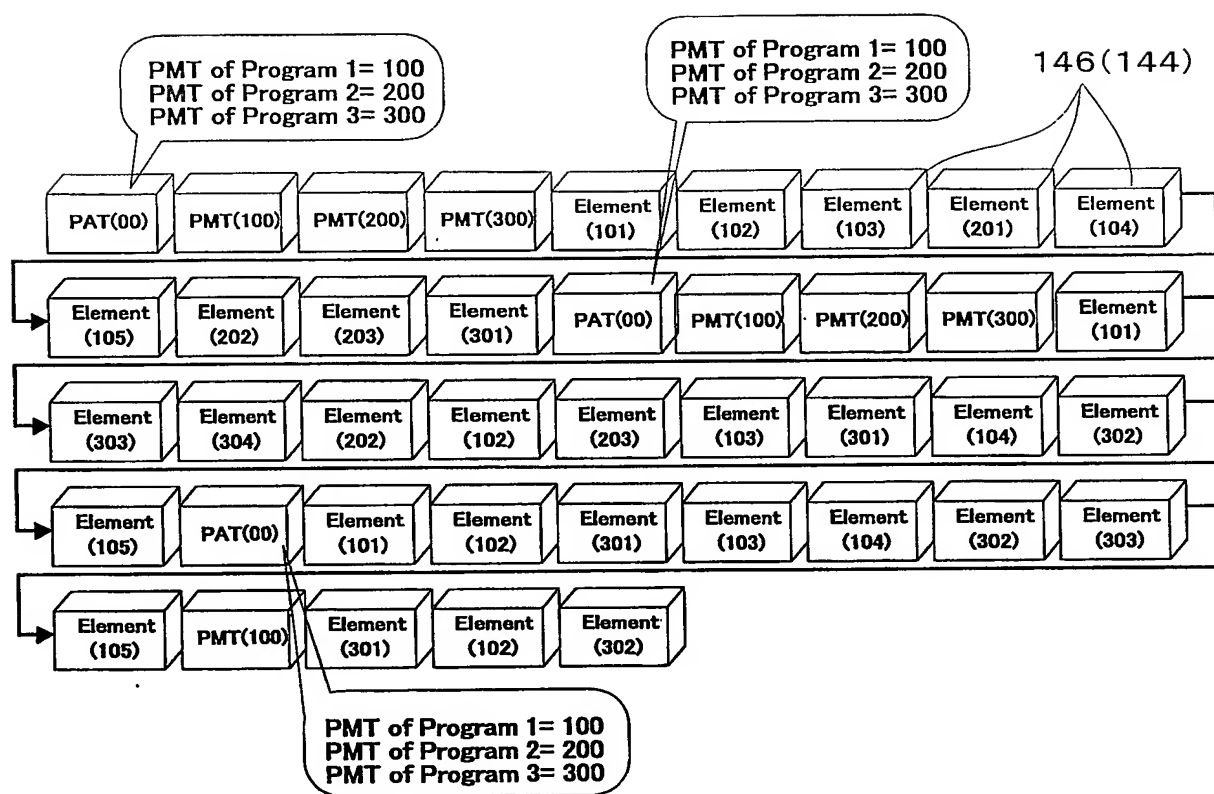 PMT of Program 1= 100
PMT of Program 2= 200
PMT of Program 3= 300
PMT of Program 1= 100
PMT of Program 2= 200
PMT of Program 3= 300
146(144)
PAT(00) PMT(100) PMT(200) PMT(300) Element (101) Element (102) Element (103) Element (201) Element (104)
Element (105) Element (202) Element (203) Element (301) PAT(00) PMT(100) PMT(200) PMT(300) Element (101)
Element (303) Element (304) Element (202) Element (102) Element (203) Element (103) Element (301) Element (104) Element (302)
Element (105) PAT(00) Element (101) Element (102) Element (301) Element (103) Element (104) Element (302) Element (303)
Element (105) PMT(100) Element (301) Element (102) Element (302)
PMT of Program 1= 100
PMT of Program 2= 200
PMT of Program 3= 300